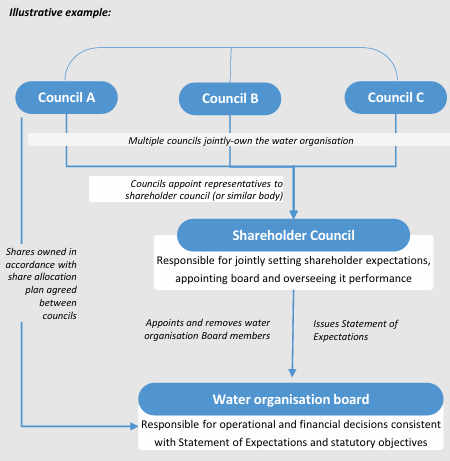 Illustrative example:
Council A
Council B
Council C
Multiple councils jointly-own the water organisation
Councils appoint representatives to
shareholder council (or similar body)
Shareholder Council
Responsible for jointly setting shareholder expectations,
appointing board and overseeing it performance
Shares owned in
accordance with
share allocation
plan agreed
between
councils
Appoints and removes water
organisation Board members
Issues Statement of
Expectations
Water organisation board
Responsible for operational and financial decisions consistent
with Statement of Expectations and statutory objectives